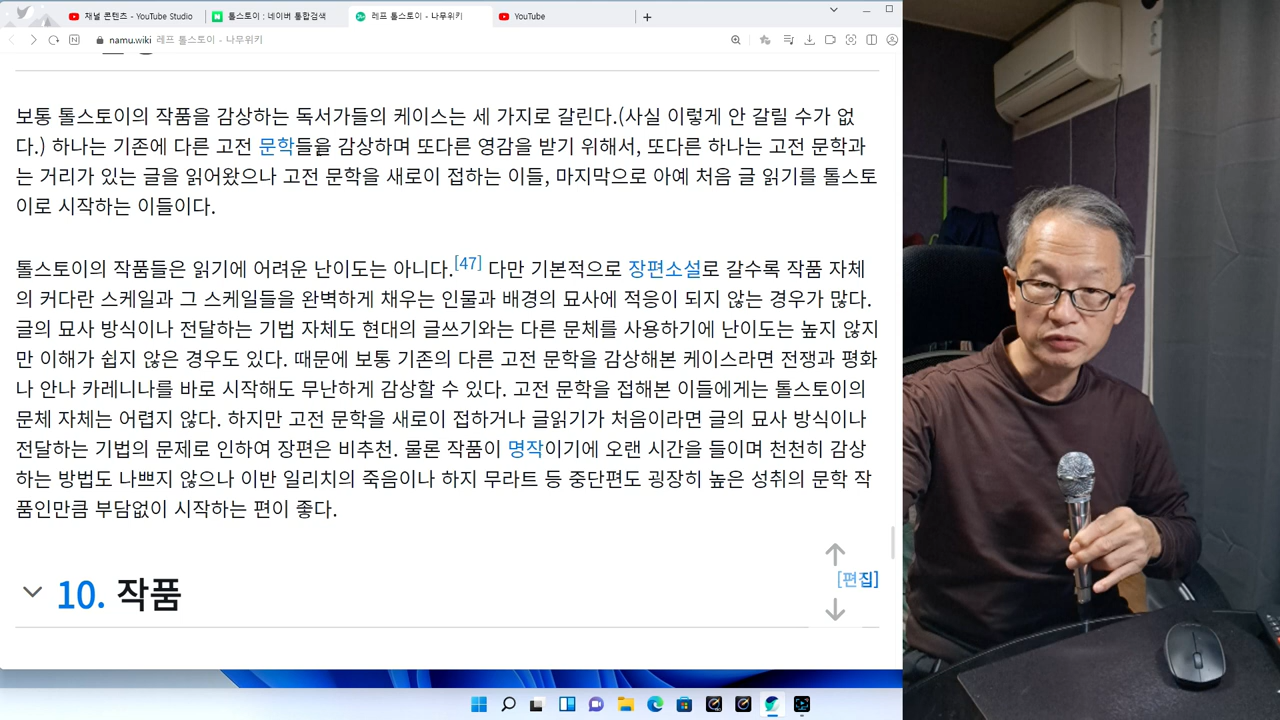 채널 콘텐츠 - YouTube Studio
톨스토이 : 네이버 통합검색
레프 톨스토이 - 나무위키
YouTube
namu.wiki 레프 톨스토이 - 나무위키
보통 톨스토이의 작품을 감상하는 독서가들의 케이스는 세 가지로 갈린다.(사실 이렇게 안 갈릴 수가 없
다.) 하나는 기존에 다른 고전 문학들을 감상하며 또다른 영감을 받기 위해서, 또다른 하나는 고전 문학과
는 거리가 있는 글을 읽어왔으나 고전 문학을 새로이 접하는 이들, 마지막으로 아예 처음 글 읽기를 톨스토
이로 시작하는 이들이다.
톨스토이의 작품들은 읽기에 어려운 난이도는 아니다.[47] 다만 기본적으로 장편소설로 갈수록 작품 자체
의 커다란 스케일과 그 스케일들을 완벽하게 채우는 인물과 배경의 묘사에 적응이 되지 않는 경우가 많다.
글의 묘사 방식이나 전달하는 기법 자체도 현대의 글쓰기와는 다른 문체를 사용하기에 난이도는 높지 않지
만 이해가 쉽지 않은 경우도 있다. 때문에 보통 기존의 다른 고전 문학을 감상해본 케이스라면 전쟁과 평화
나 안나 카레니나를 바로 시작해도 무난하게 감상할 수 있다. 고전 문학을 접해본 이들에게는 톨스토이의
문체 자체는 어렵지 않다. 하지만 고전 문학을 새로이 접하거나 글읽기가 처음이라면 글의 묘사 방식이나
전달하는 기법의 문제로 인하여 장편은 비추천. 물론 작품이 명작이기에 오랜 시간을 들이며 천천히 감상
하는 방법도 나쁘지 않으나 이반 일리치의 죽음이나 하지 무라트 등 중단편도 굉장히 높은 성취의 문학 작
품인만큼 부담없이 시작하는 편이 좋다.
10. 작품
[편집]